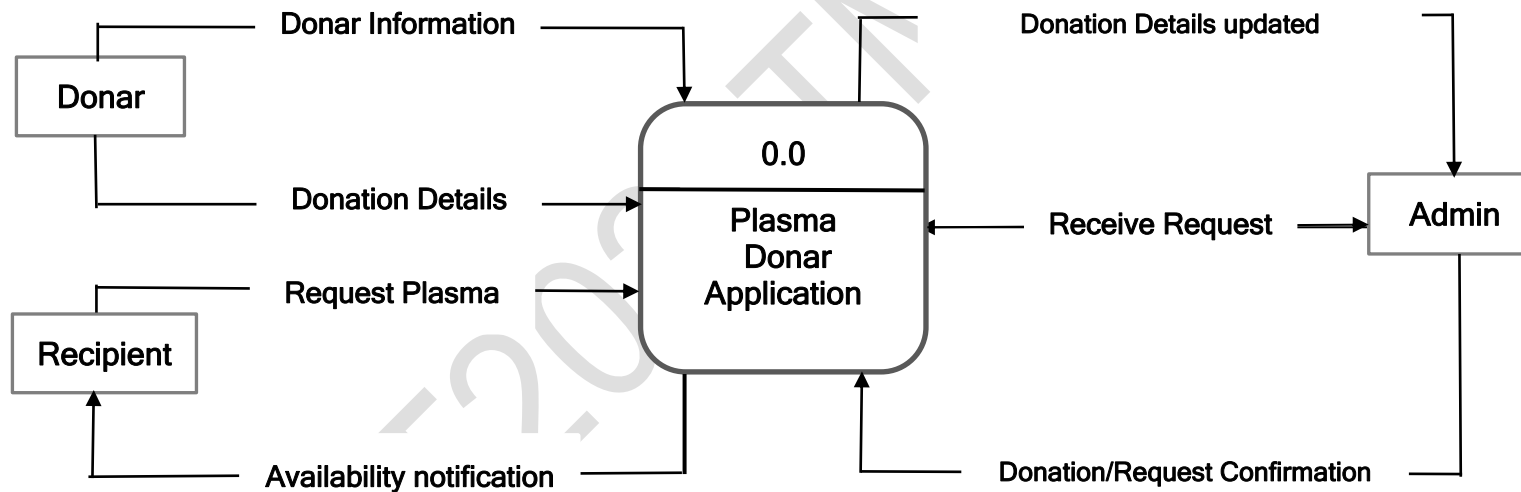 Donar Information
Donation Details updated
Donar
0.0
Donation Details
Plasma
Donar
Application
Receive Request
Admin
Request Plasma
Recipient
Availability notification
Donation/Request Confirmation